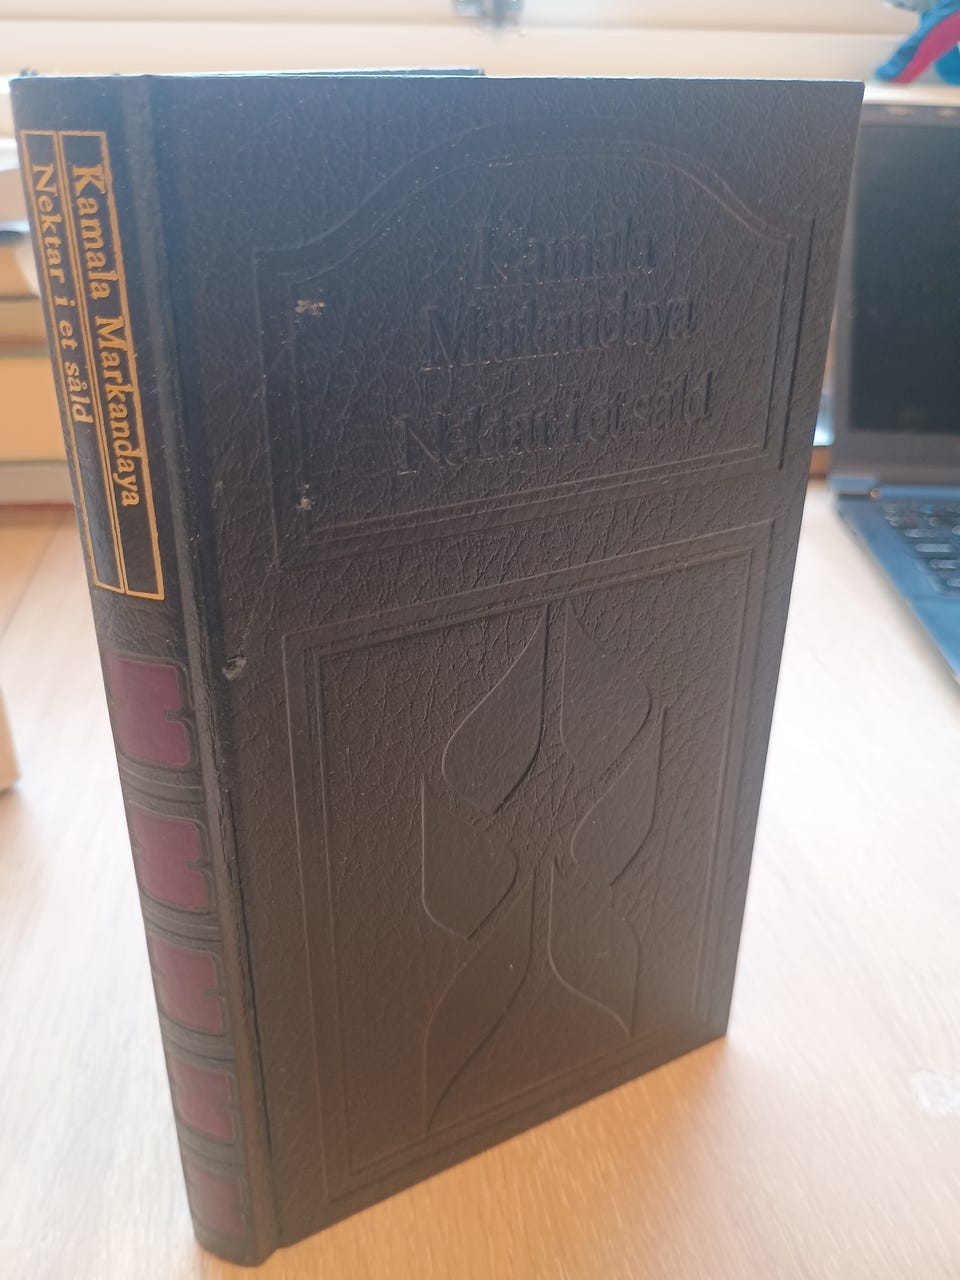 Kamala Markandaya
Nektar i et såld
Kamala
Markandaya
Nektar i et såld